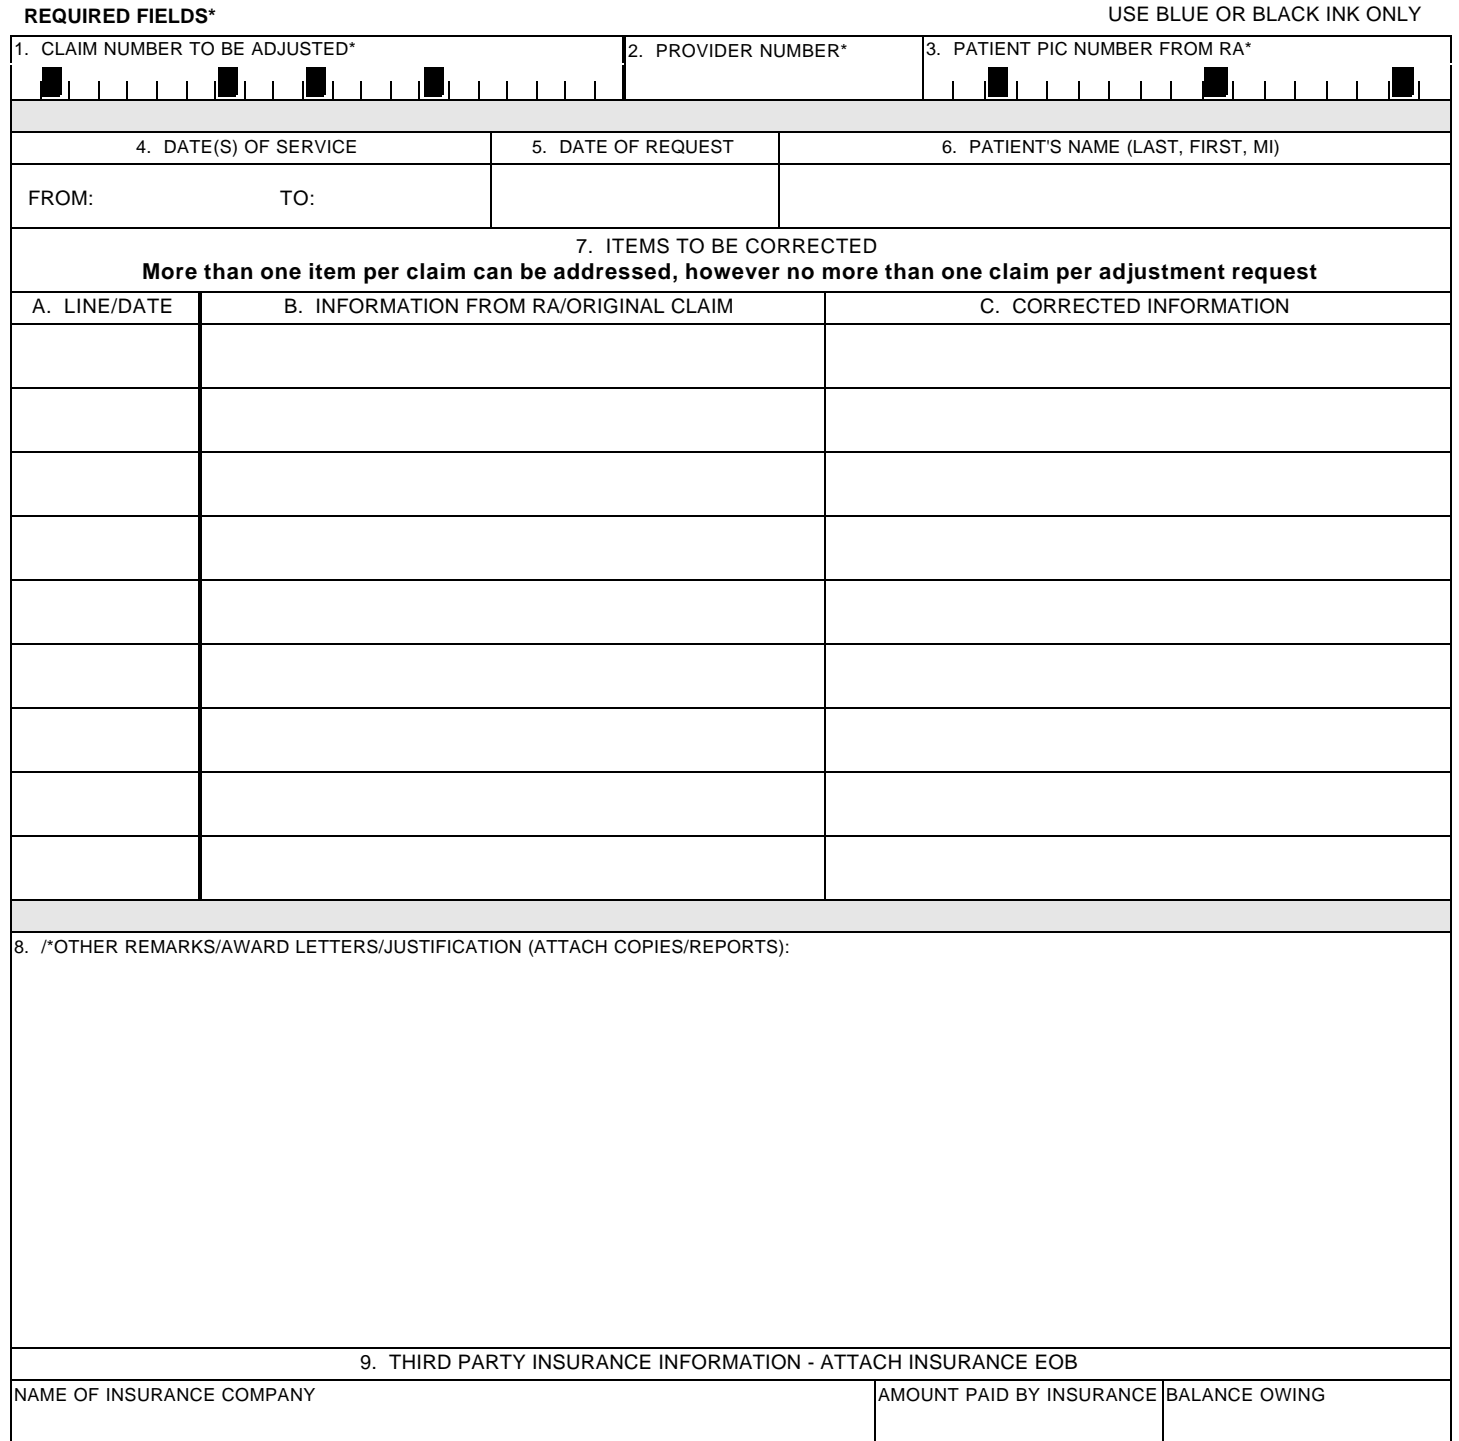 REQUIRED FIELDS*
USE BLUE OR BLACK INK ONLY
1. CLAIM NUMBER TO BE ADJUSTED*
2. PROVIDER NUMBER*
3. PATIENT PIC NUMBER FROM RA*
4. DATE(S) OF SERVICE
5. DATE OF REQUEST
6. PATIENT'S NAME (LAST, FIRST, MI)
FROM:
TO:
7. ITEMS TO BE CORRECTED
More than one item per claim can be addressed, however no more than one claim per adjustment request
A. LINE/DATE
B. INFORMATION FROM RA/ORIGINAL CLAIM
C. CORRECTED INFORMATION
8. /*OTHER REMARKS/AWARD LETTERS/JUSTIFICATION (ATTACH COPIES/REPORTS):
9. THIRD PARTY INSURANCE INFORMATION - ATTACH INSURANCE EOB
NAME OF INSURANCE COMPANY
AMOUNT PAID BY INSURANCE
BALANCE OWING